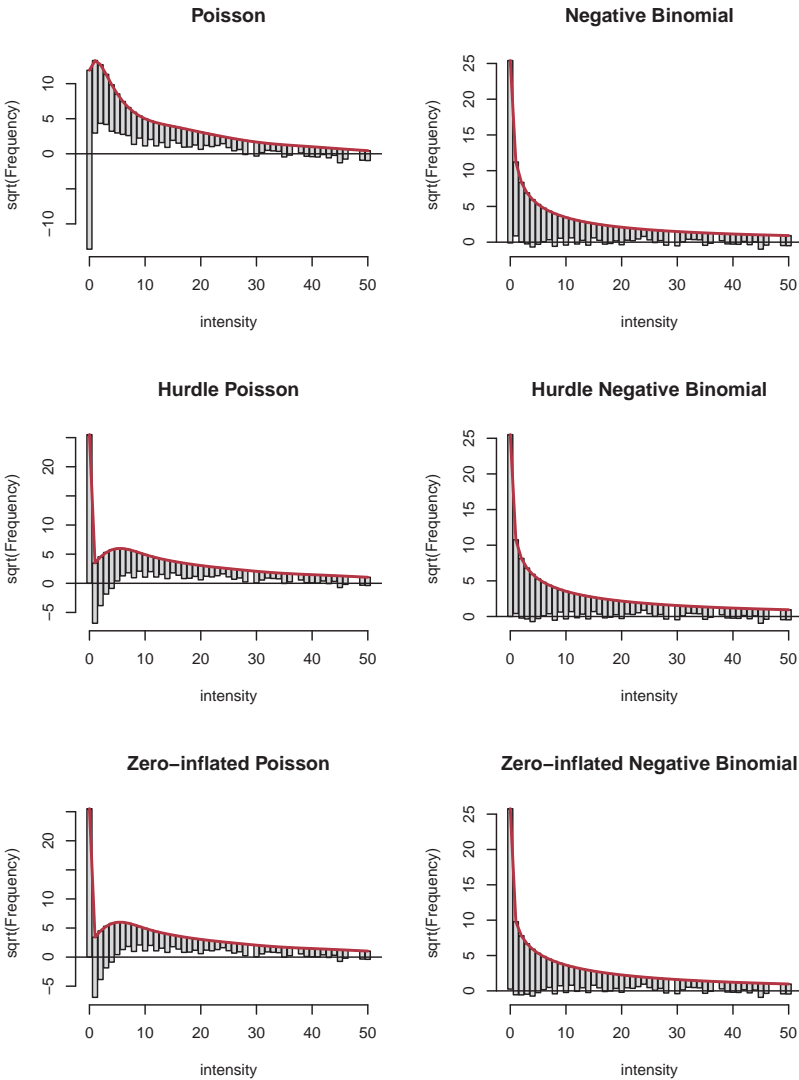 Poisson
sqrt(Frequency)
10
5
0
−10
0 10 20 30 40 50
intensity
Negative Binomial
sqrt(Frequency)
25
20
15
10
5
0
0 10 20 30 40 50
intensity
Hurdle Poisson
sqrt(Frequency)
20
10
5
0
−5
0 10 20 30 40 50
intensity
Hurdle Negative Binomial
sqrt(Frequency)
25
20
15
10
5
0
0 10 20 30 40 50
intensity
Zero−inflated Poisson
sqrt(Frequency)
20
10
5
0
−5
0 10 20 30 40 50
intensity
Zero−inflated Negative Binomial
sqrt(Frequency)
25
20
15
10
5
0
0 10 20 30 40 50
intensity